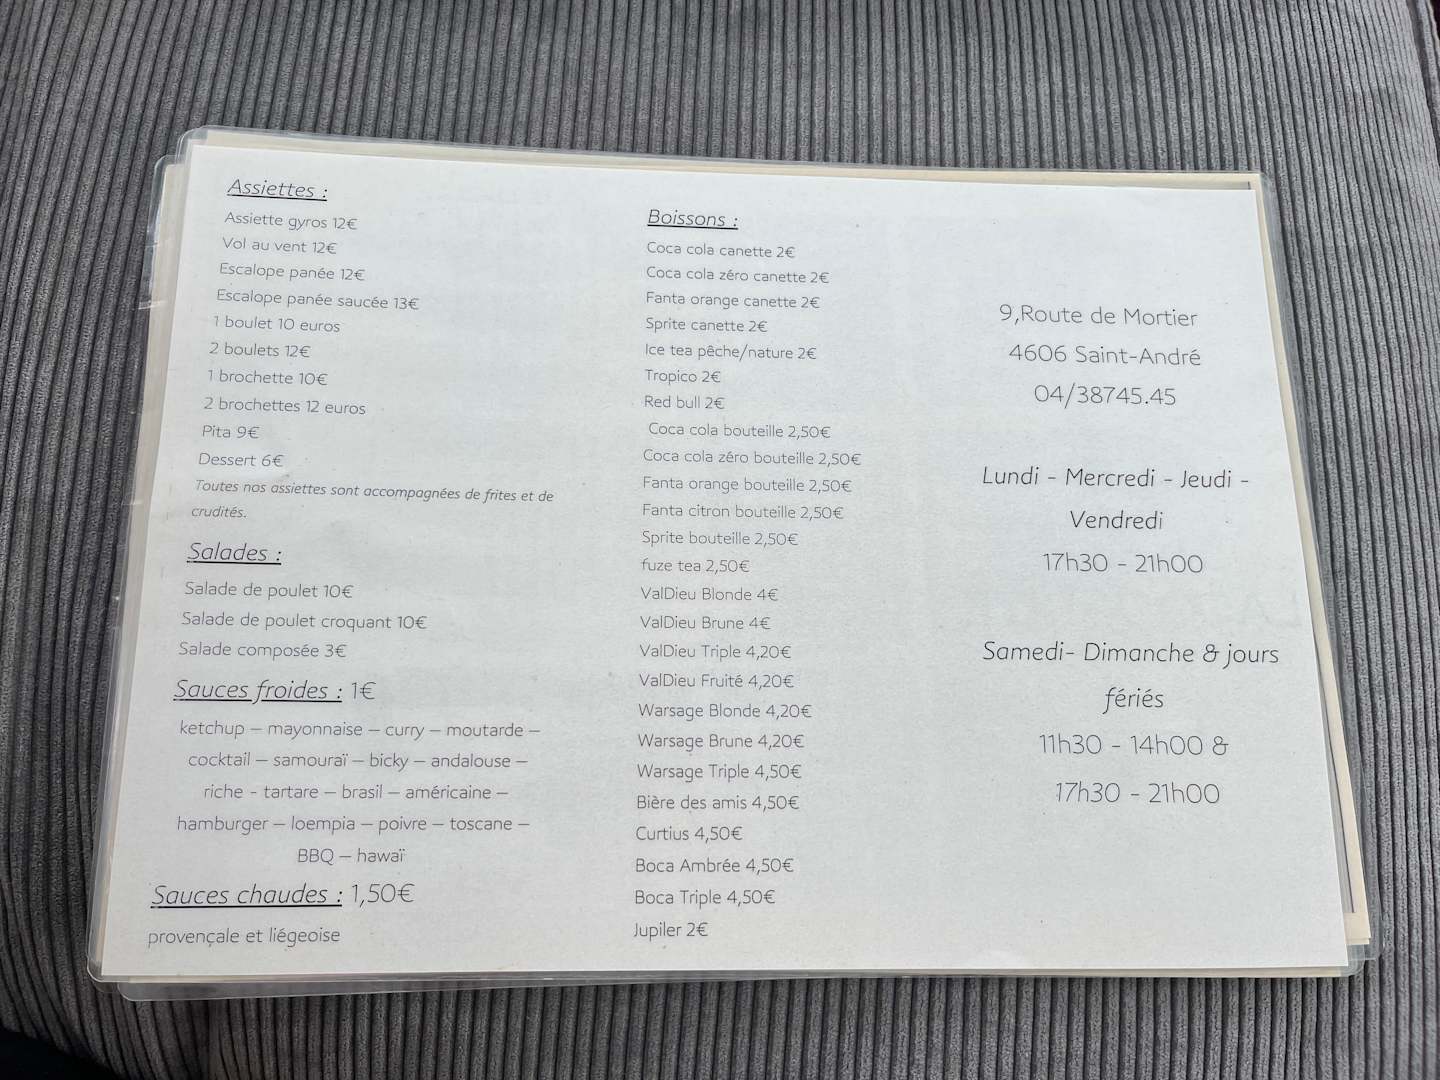 Assiettes :
Assiette gyros 12€
Vol au vent 12€
Escalope panée 12€
Escalope panée saucée 13€
1 boulet 10 euros
2 boulets 12€
1 brochette 10€
2 brochettes 12 euros
Pita 9€
Dessert 6€
Toutes nos assiettes sont accompagnées de frites et de
crudités.
Salades :
Salade de poulet 10€
Salade de poulet croquant 10€
Salade composée 3€
Sauces froides : 1€
ketchup – mayonnaise – curry – moutarde –
cocktail – samouraï – bicky – andalouse –
riche - tartare – brasil – américaine –
hamburger – loempia – poivre – toscane –
BBQ – hawaï
Sauces chaudes : 1,50€
provençale et liégeoise
Boissons :
Coca cola canette 2€
Coca cola zéro canette 2€
Fanta orange canette 2€
Sprite canette 2€
Ice tea pêche/nature 2€
Tropico 2€
Red bull 2€
Coca cola bouteille 2,50€
Coca cola zéro bouteille 2,50€
Fanta orange bouteille 2,50€
Fanta citron bouteille 2,50€
Sprite bouteille 2,50€
fuze tea 2,50€
ValDieu Blonde 4€
ValDieu Brune 4€
ValDieu Triple 4,20€
ValDieu Fruité 4,20€
Warsage Blonde 4,20€
Warsage Brune 4,20€
Warsage Triple 4,50€
Bière des amis 4,50€
Curtius 4,50€
Boca Ambrée 4,50€
Boca Triple 4,50€
Jupiler 2€
9,Route de Mortier
4606 Saint-André
04/38745.45
Lundi - Mercredi - Jeudi -
Vendredi
17h30 - 21h00
Samedi- Dimanche & jours
fériés
11h30 - 14h00 &
17h30 - 21h00